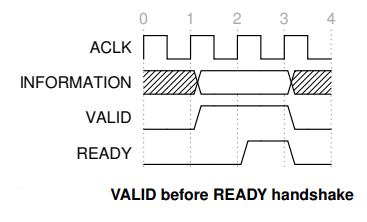 0 1 2 3 4
ACLK
INFORMATION
VALID
READY
VALID before READY handshake